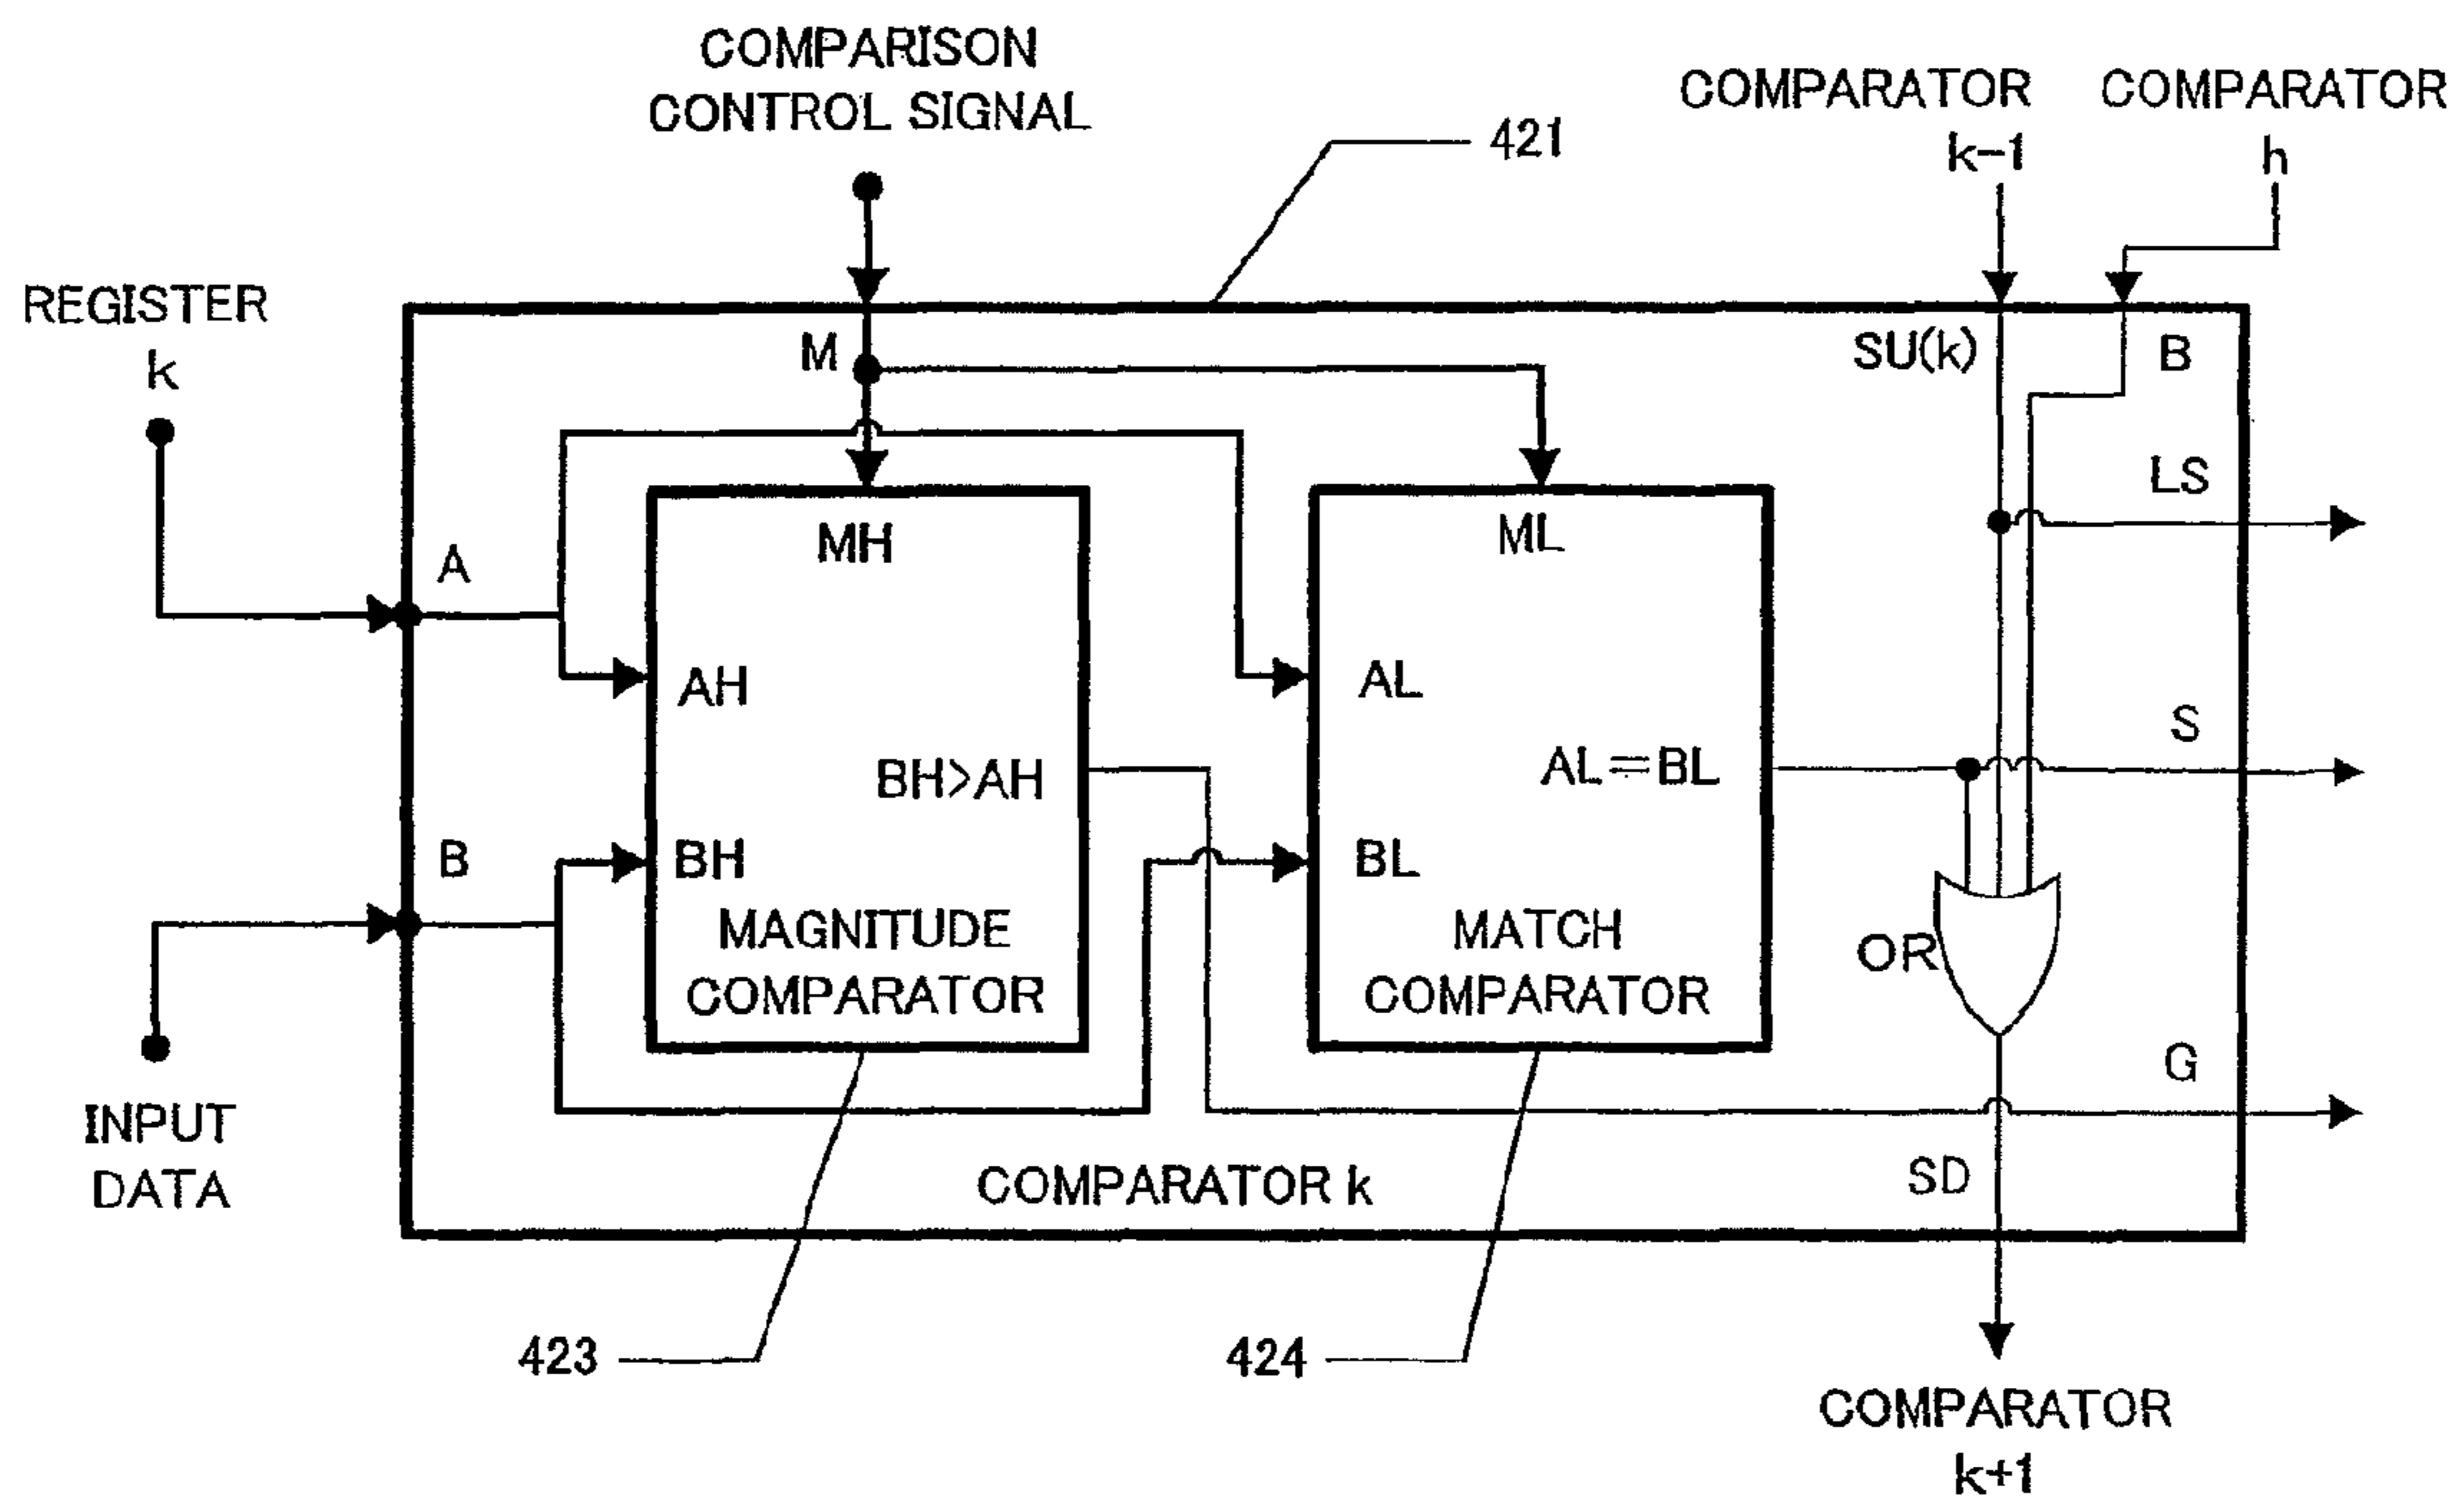 COMPARISON
CONTROL SIGNAL
COMPARATOR
k-1
COMPARATOR
h
421
REGISTER
k
M
SU(k)
B
LS
A
MH
ML
AH
AL
S
BH>AH
AL=BL
B
BH
BL
MAGNITUDE
COMPARATOR
MATCH
COMPARATOR
OR
G
INPUT
DATA
COMPARATOR k
SD
423
424
COMPARATOR
k+1